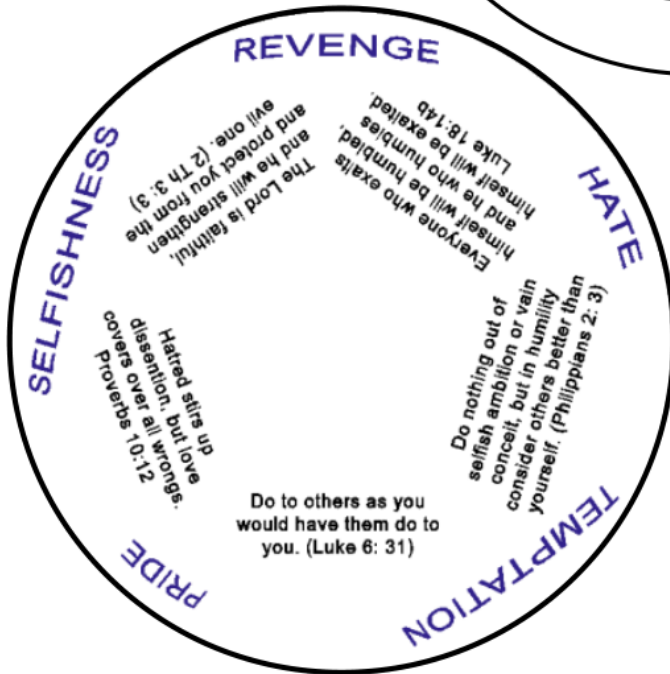 REVENGE
HATE
TEMPTATION
PRIDE
SELFISHNESS
Everyone who exalts
himself will be humbled,
and he who humbles
himself will be exalted.
Luke 18:14b
Do nothing out of
selfish ambition or vain
conceit, but in humility
consider others better than
yourself. (Philippians 2: 3)
Do to others as you
would have them do to
you. (Luke 6: 31)
Hatred stirs up
dissention, but love
covers over all wrongs.
Proverbs 10:12
The Lord is faithful,
and he will strengthen
and protect you from the
evil one. (2 Th 3: 3)